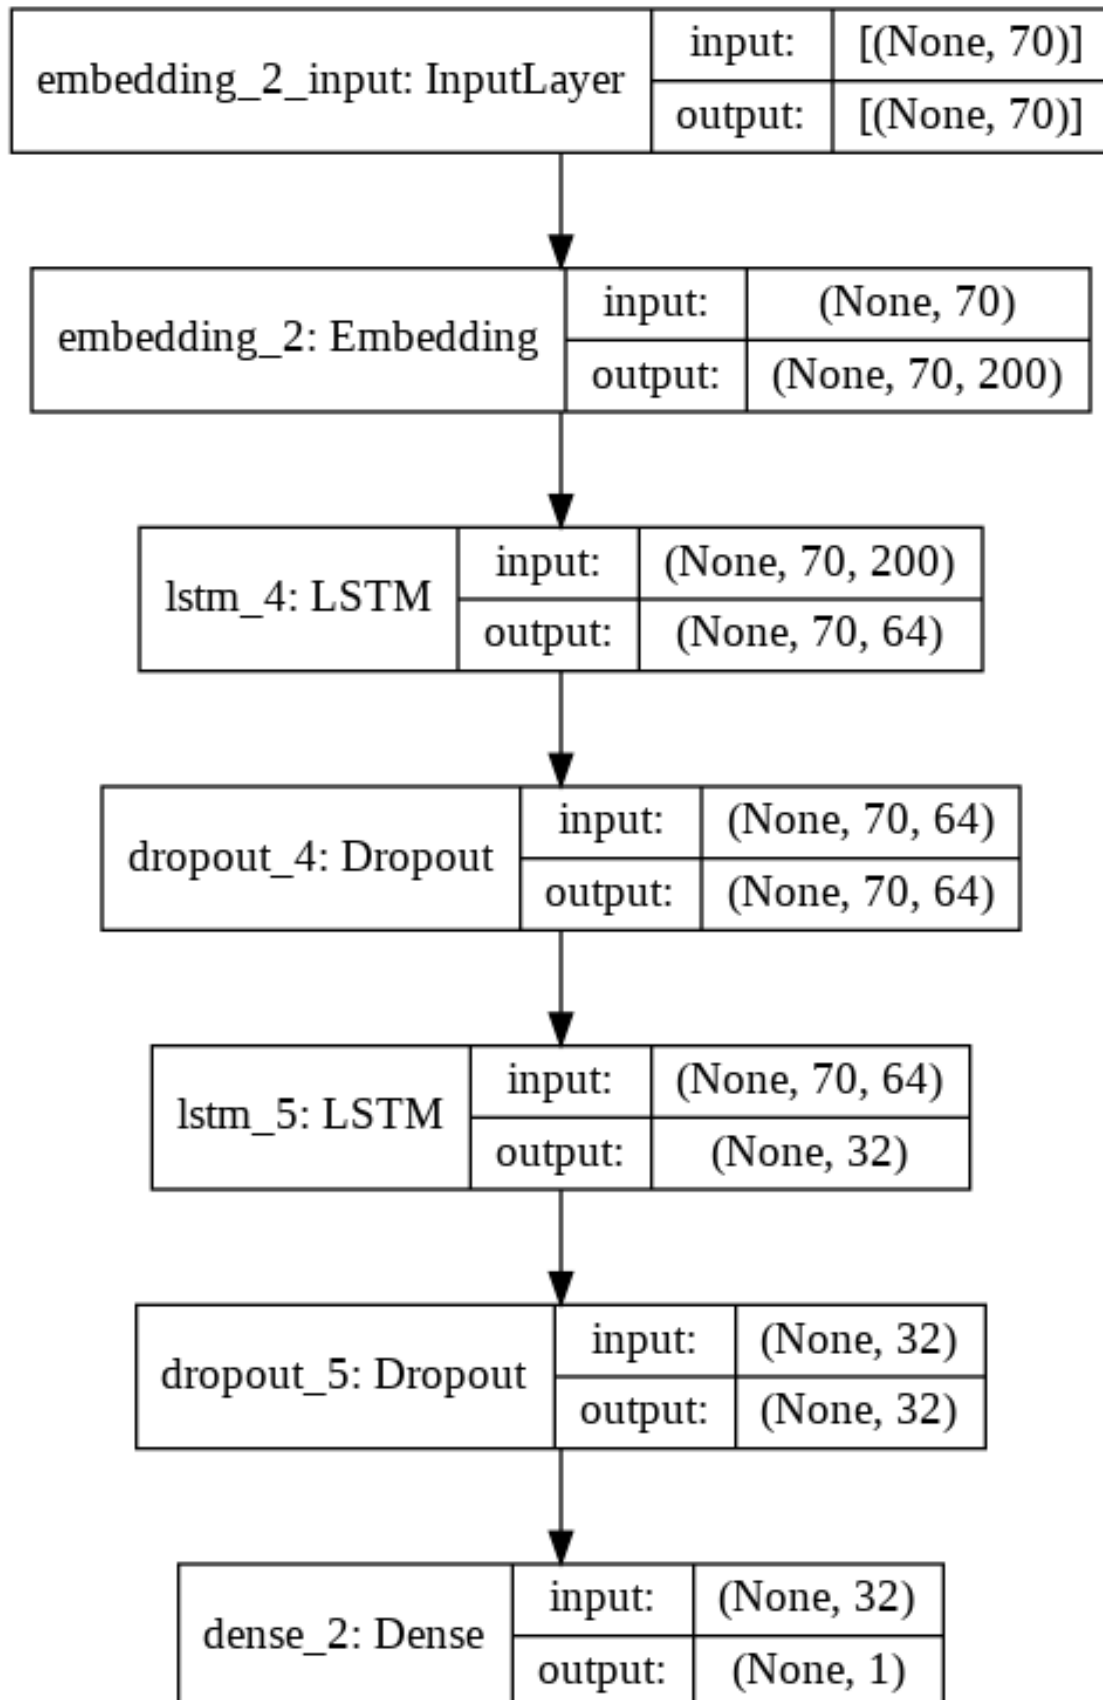 embedding_2_input: InputLayer
input: [(None, 70)]
output: [(None, 70)]
embedding_2: Embedding
input: (None, 70)
output: (None, 70, 200)
lstm_4: LSTM
input: (None, 70, 200)
output: (None, 70, 64)
dropout_4: Dropout
input: (None, 70, 64)
output: (None, 70, 64)
lstm_5: LSTM
input: (None, 70, 64)
output: (None, 32)
dropout_5: Dropout
input: (None, 32)
output: (None, 32)
dense_2: Dense
input: (None, 32)
output: (None, 1)